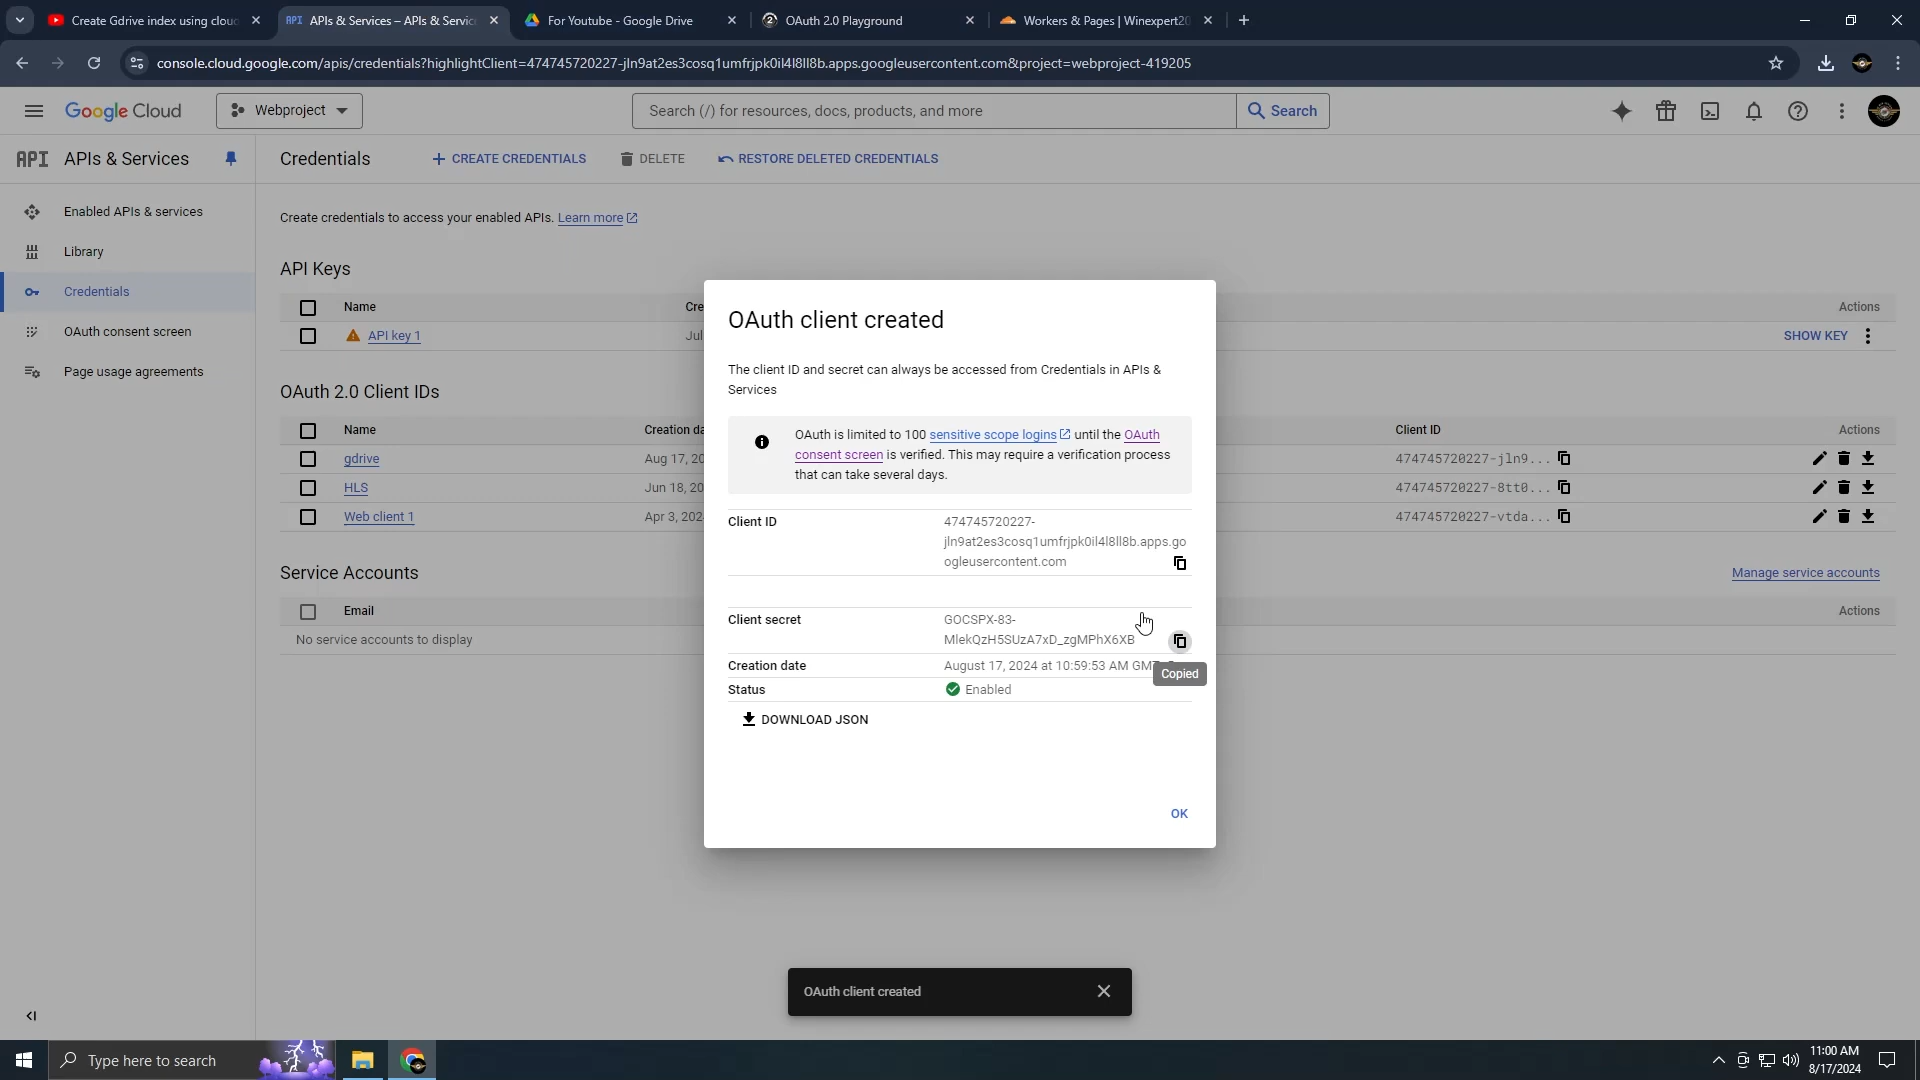 Create Gdrive index using clou
APIs & Services – APIs & Servic
For Youtube - Google Drive
OAuth 2.0 Playground
Workers & Pages | Winexpert20
console.cloud.google.com/apis/credentials?highlightClient=474745720227-jln9at2es3cosq1umfrjpk0il4l8ll8b.apps.googleusercontent.com&project=webproject-419205
Google Cloud
Webproject
Search (/) for resources, docs, products, and more
Search
API
APIs & Services
Credentials
CREATE CREDENTIALS
DELETE
RESTORE DELETED CREDENTIALS
Enabled APIs & services
Library
Credentials
OAuth consent screen
Page usage agreements
Create credentials to access your enabled APIs. Learn more
API Keys
Name
Cre
Actions
API key 1
Jul
SHOW KEY
OAuth 2.0 Client IDs
Name
Creation da
Client ID
Actions
gdrive
Aug 17, 20
474745720227-jln9...
HLS
Jun 18, 20
474745720227-8tt0...
Web client 1
Apr 3, 202
474745720227-vtda...
Service Accounts
Manage service accounts
Email
Actions
No service accounts to display
OAuth client created
The client ID and secret can always be accessed from Credentials in APIs &
Services
OAuth is limited to 100 sensitive scope logins until the OAuth
consent screen is verified. This may require a verification process
that can take several days.
Client ID
474745720227-
jln9at2es3cosq1umfrjpk0il4l8ll8b.apps.go
ogleusercontent.com
Client secret
GOCSPX-83-
MlekQzH5SUzA7xD_zgMPhX6XB
Creation date
August 17, 2024 at 10:59:53 AM GMT
Copied
Status
Enabled
DOWNLOAD JSON
OK
OAuth client created
Type here to search
11:00 AM
8/17/2024